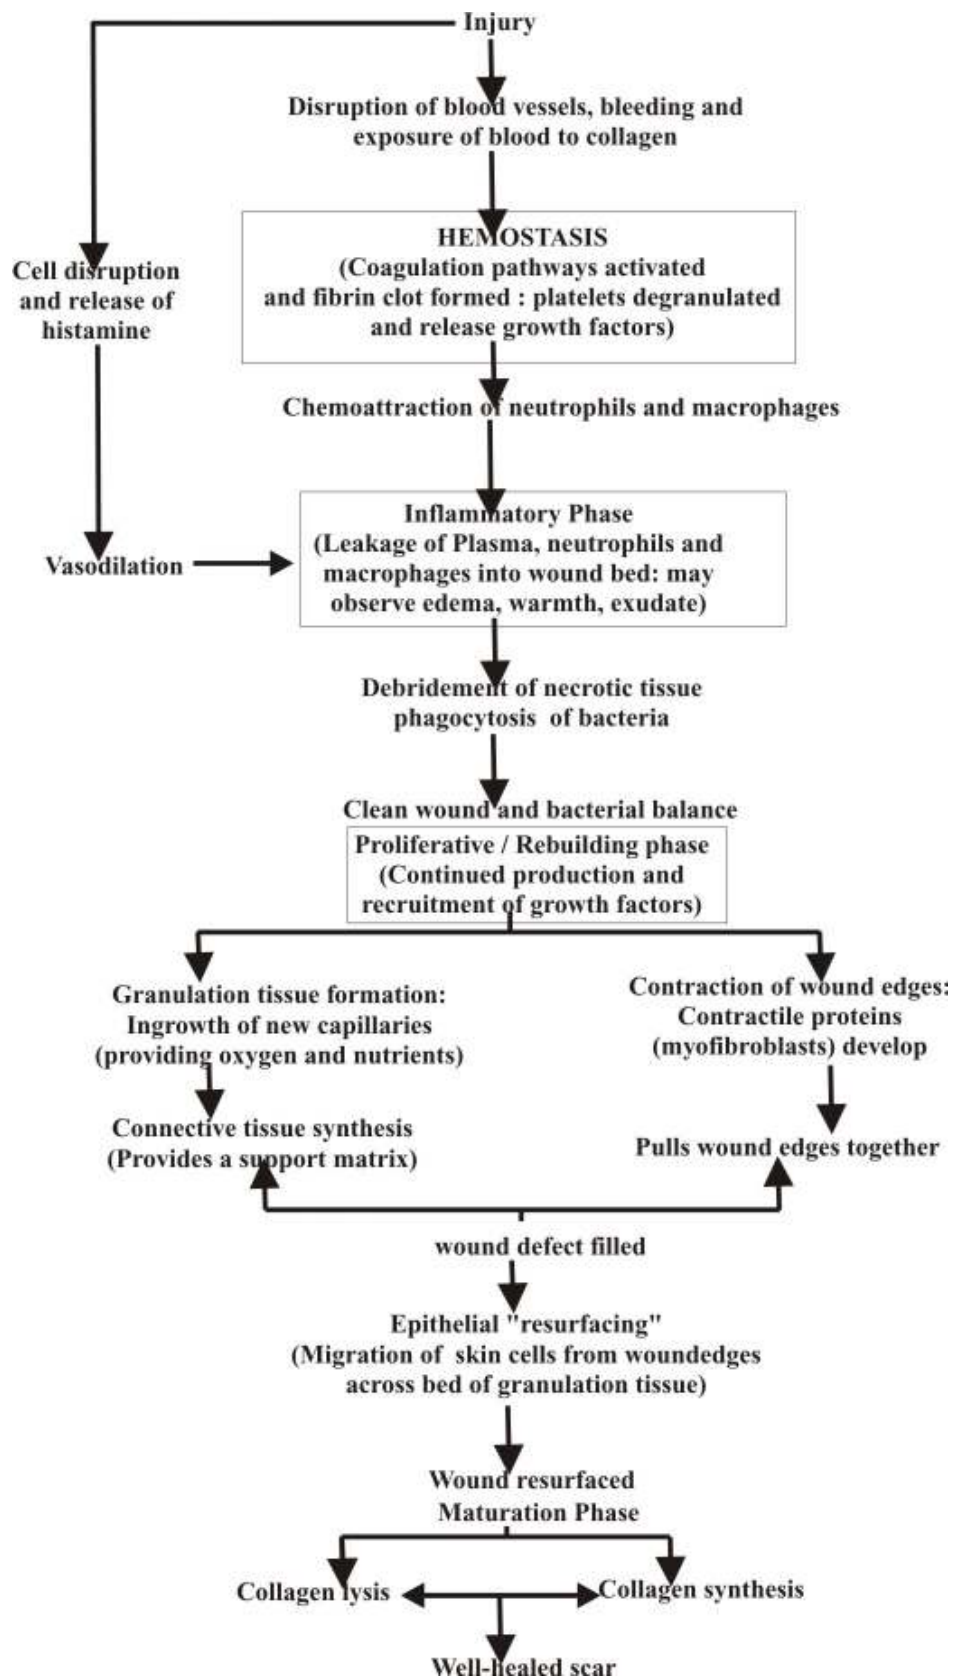 Injury
Disruption of blood vessels, bleeding and
exposure of blood to collagen
HEMOSTASIS
(Coagulation pathways activated
and fibrin clot formed : platelets degranulated
and release growth factors)
Cell disruption
and release of
histamine
Chemoattraction of neutrophils and macrophages
Inflammatory Phase
(Leakage of Plasma, neutrophils and
macrophages into wound bed: may
observe edema, warmth, exudate)
Vasodilation
Debridement of necrotic tissue
phagocytosis of bacteria
Clean wound and bacterial balance
Proliferative / Rebuilding phase
(Continued production and
recruitment of growth factors)
Granulation tissue formation:
Ingrowth of new capillaries
(providing oxygen and nutrients)
Contraction of wound edges:
Contractile proteins
(myofibroblasts) develop
Connective tissue synthesis
(Provides a support matrix)
Pulls wound edges together
wound defect filled
Epithelial "resurfacing"
(Migration of skin cells from woundedges
across bed of granulation tissue)
Wound resurfaced
Maturation Phase
Collagen lysis
Collagen synthesis
Well-healed scar